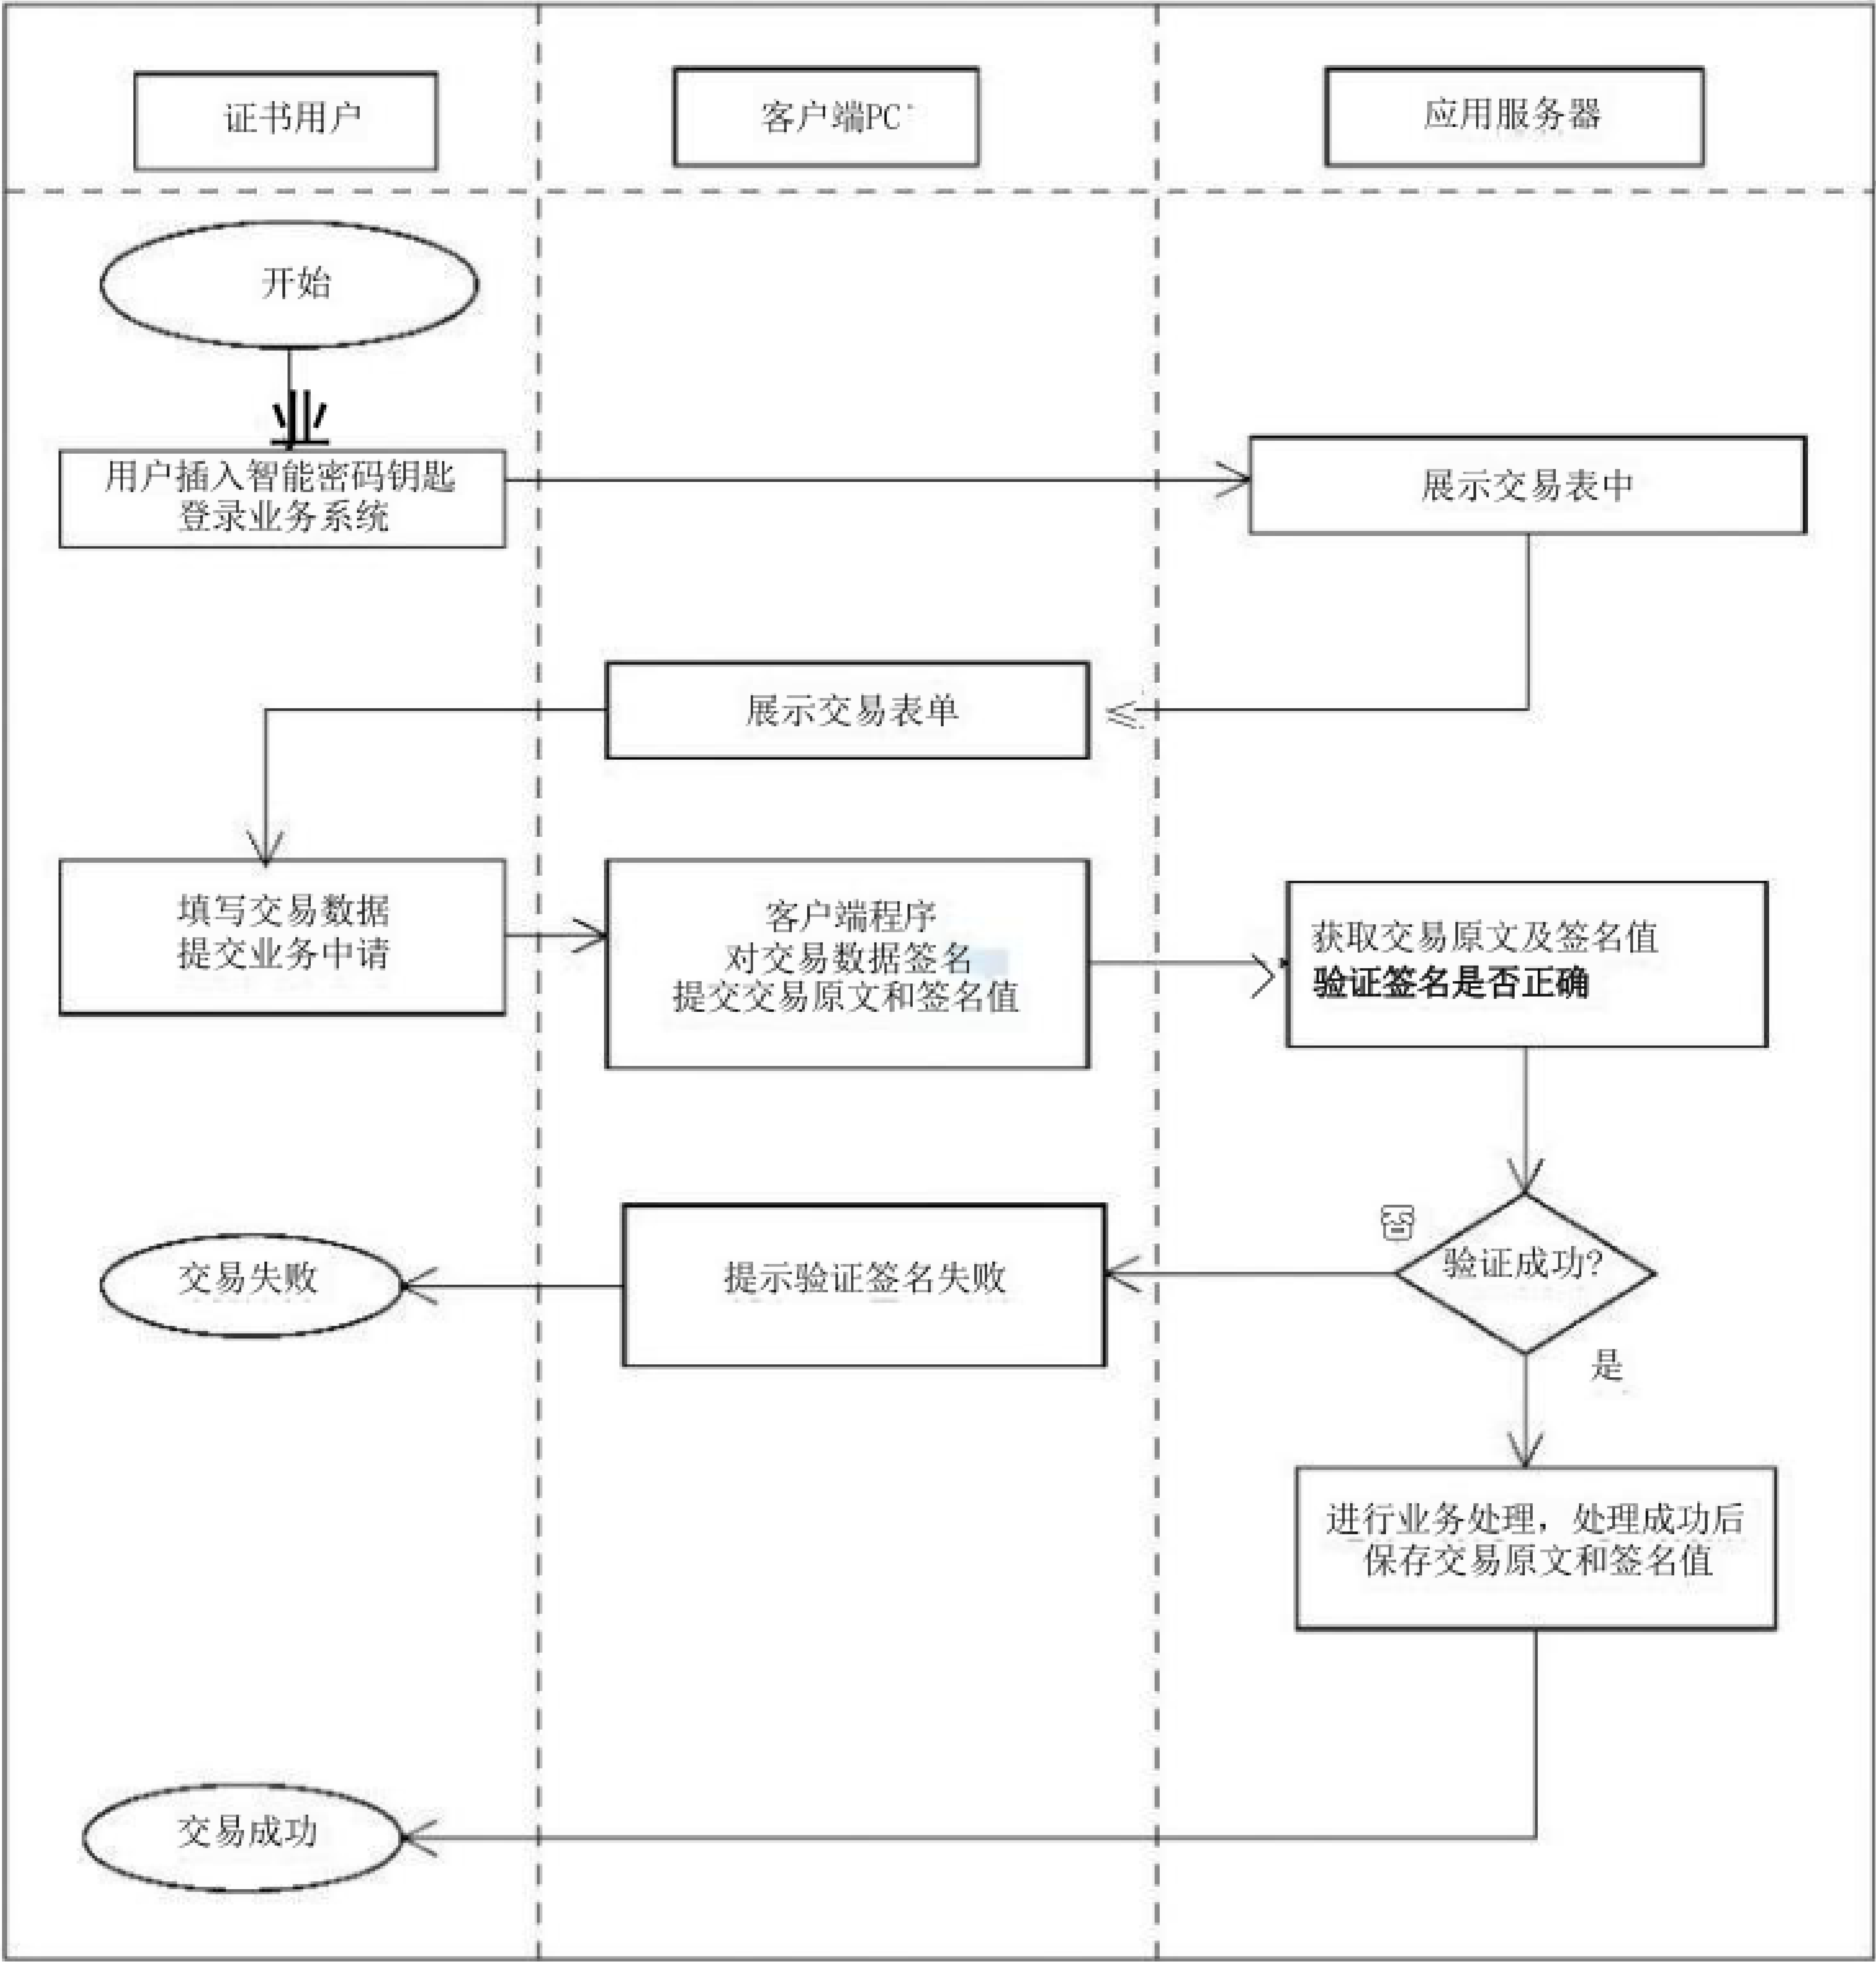 证书用户
客户端PC
应用服务器
开始
业
用户插入智能密码钥匙
登录业务系统
展示交易表中
展示交易表单
填写交易数据
提交业务中请
客户端程序
对交易数据签名
提交交易原文和签名值
获取交易原文及签名值
验证签名是否正确
验证成功?
提示验证签名失败
交易失败
是
进行业务处理，处理成功后
保存交易原文和签名值
交易成功